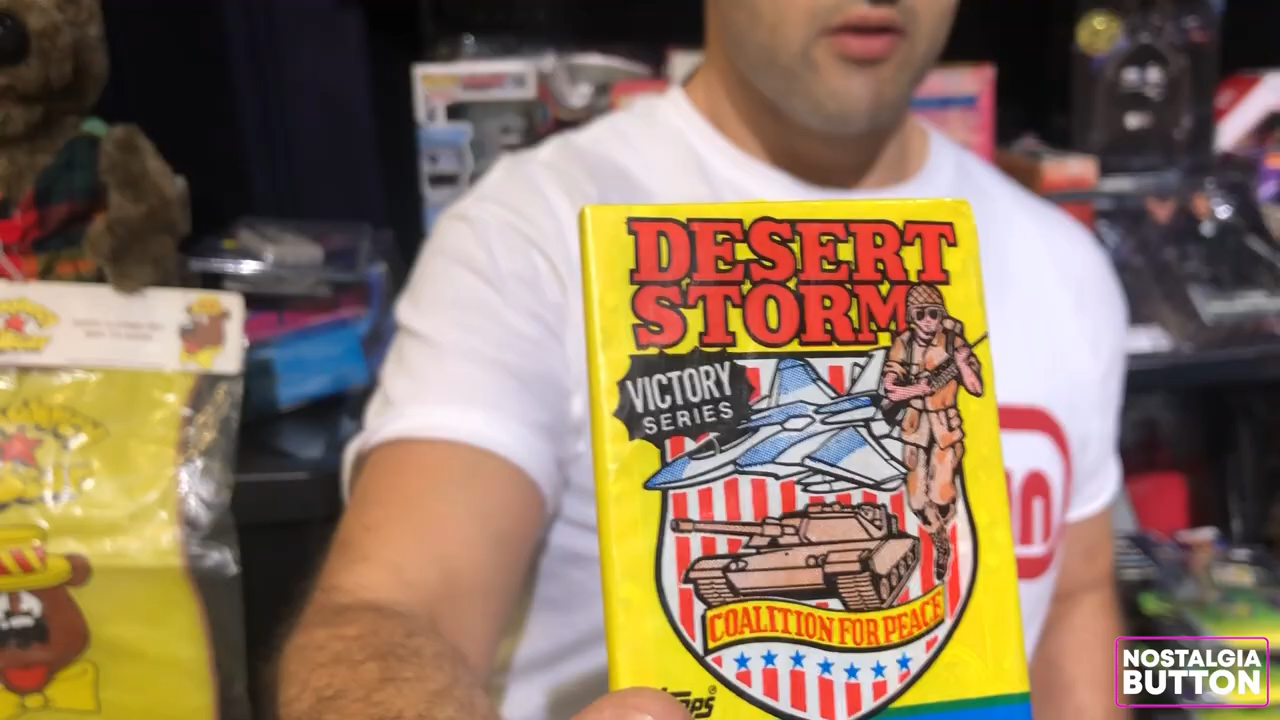 DESERT
STORM
VICTORY
SERIES
COALITION FOR PEACE
NOSTALGIA
BUTTON